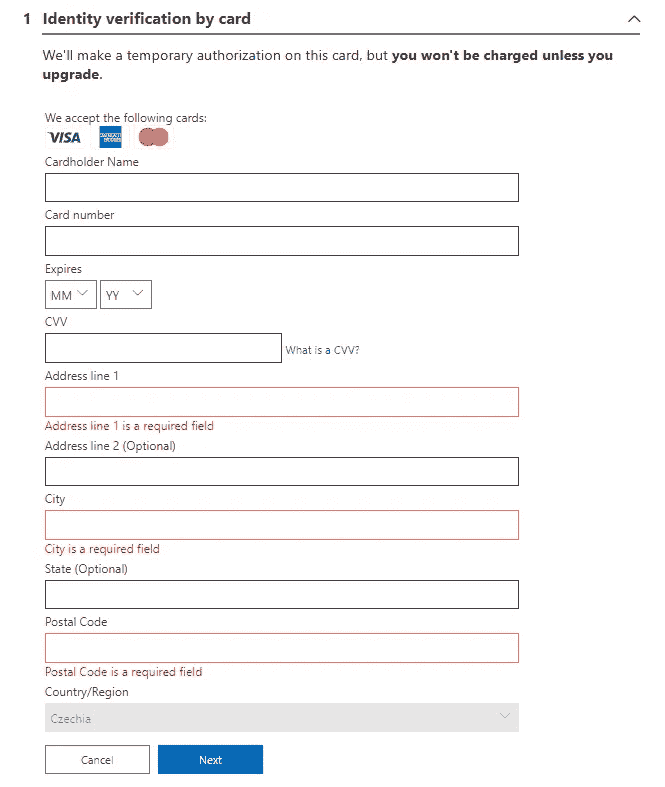 1 Identity verification by card
We'll make a temporary authorization on this card, but you won't be charged unless you
upgrade.
We accept the following cards:
VISA AMERICAN EXPRESS
Cardholder Name
Card number
Expires
MM YY
CVV
What is a CVV?
Address line 1
Address line 1 is a required field
Address line 2 (Optional)
City
City is a required field
State (Optional)
Postal Code
Postal Code is a required field
Country/Region
Czechia
Cancel Next